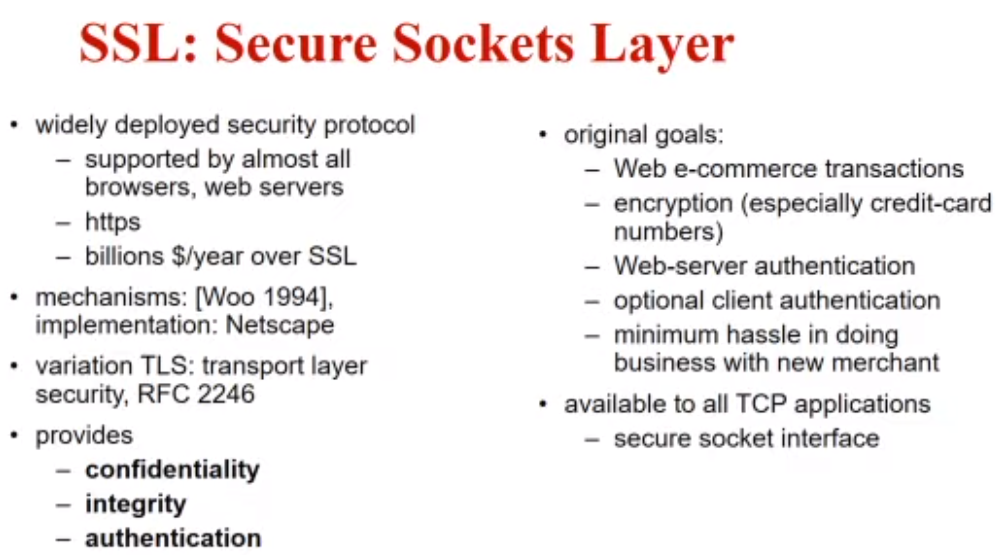 SSL: Secure Sockets Layer
• widely deployed security protocol
– supported by almost all
browsers, web servers
– https
– billions $/year over SSL
• mechanisms: [Woo 1994],
implementation: Netscape
• variation TLS: transport layer
security, RFC 2246
• provides
– confidentiality
– integrity
– authentication
• original goals:
– Web e-commerce transactions
– encryption (especially credit-card
numbers)
– Web-server authentication
– optional client authentication
– minimum hassle in doing
business with new merchant
• available to all TCP applications
– secure socket interface